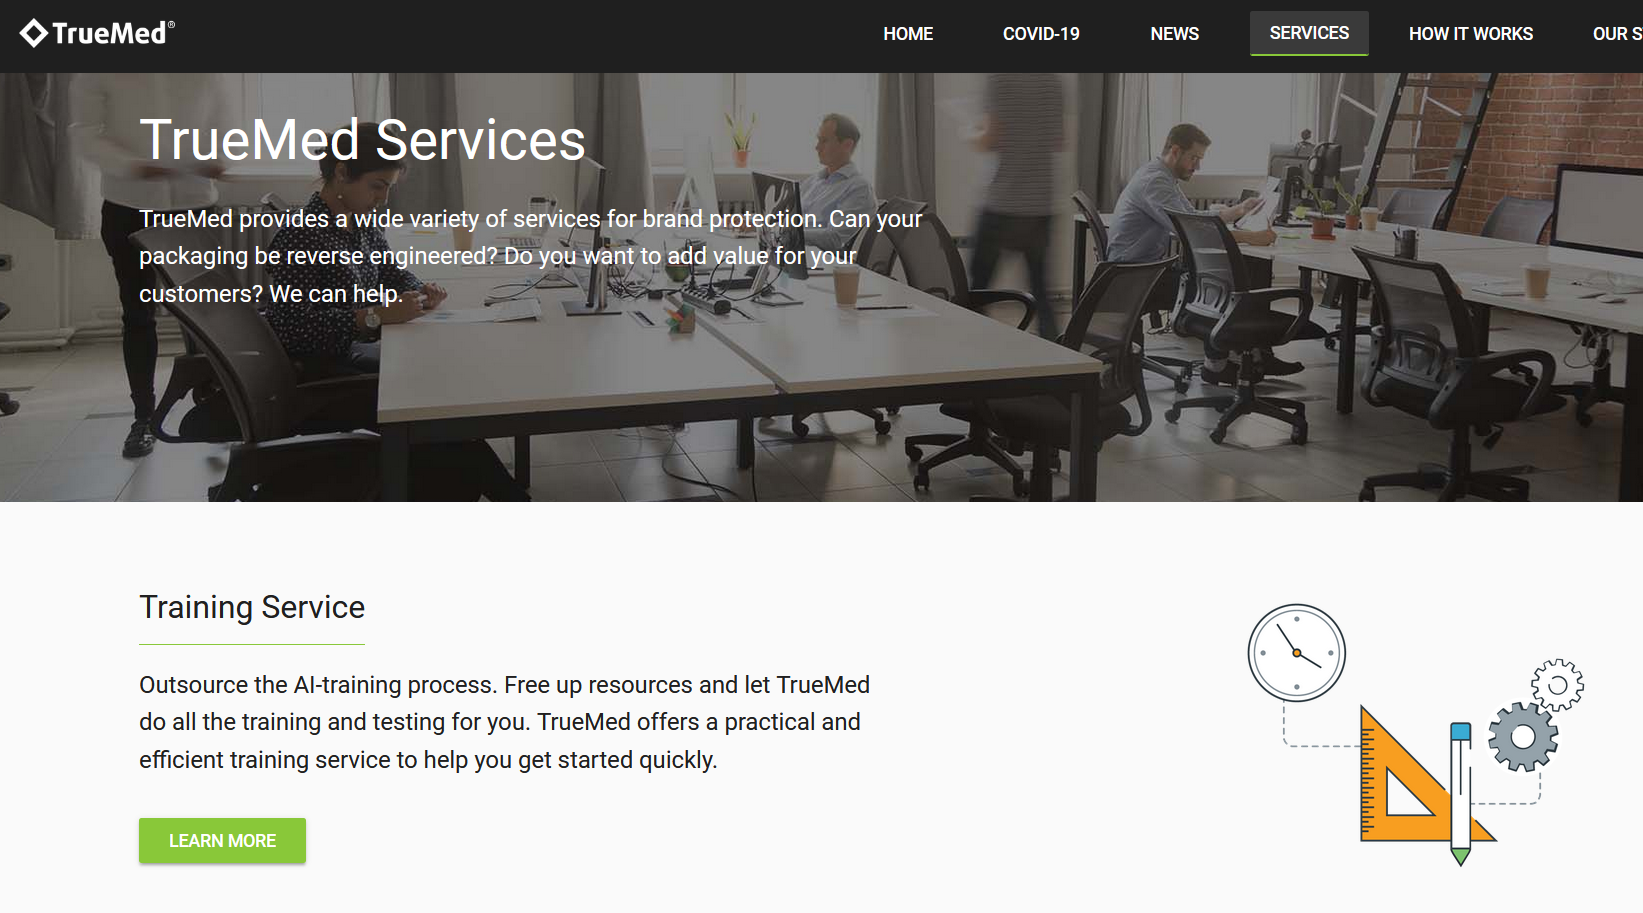 TrueMed®
HOME COVID-19 NEWS SERVICES HOW IT WORKS OUR S
TrueMed Services
TrueMed provides a wide variety of services for brand protection. Can your
packaging be reverse engineered? Do you want to add value for your
customers? We can help.
Training Service
Outsource the AI-training process. Free up resources and let TrueMed
do all the training and testing for you. TrueMed offers a practical and
efficient training service to help you get started quickly.
LEARN MORE